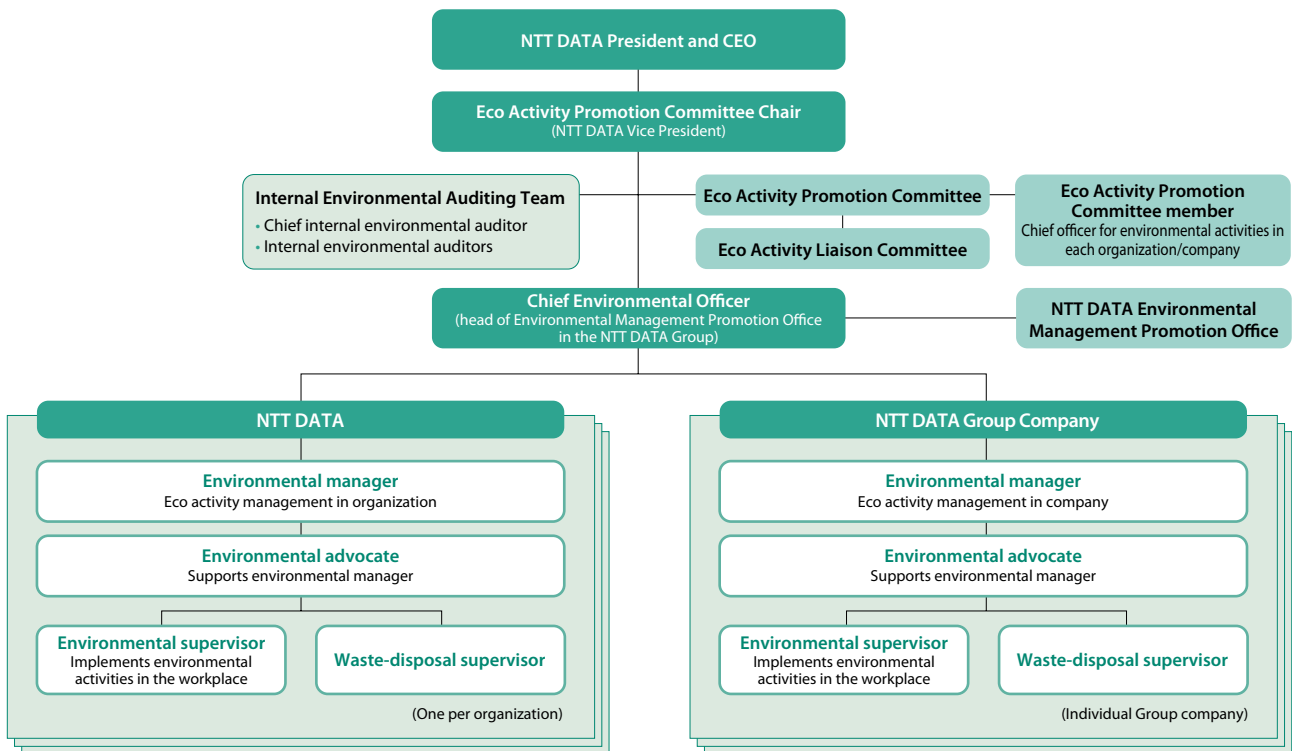 NTT DATA President and CEO
Eco Activity Promotion Committee Chair
(NTT DATA Vice President)
Internal Environmental Auditing Team
• Chief internal environmental auditor
• Internal environmental auditors
Eco Activity Promotion Committee
Eco Activity Liaison Committee
Eco Activity Promotion
Committee member
Chief officer for environmental activities in
each organization/company
Chief Environmental Officer
(head of Environmental Management Promotion Office
in the NTT DATA Group)
NTT DATA Environmental
Management Promotion Office
NTT DATA
Environmental manager
Eco activity management in organization
Environmental advocate
Supports environmental manager
Environmental supervisor
Implements environmental
activities in the workplace
Waste-disposal supervisor
(One per organization)
NTT DATA Group Company
Environmental manager
Eco activity management in company
Environmental advocate
Supports environmental manager
Environmental supervisor
Implements environmental
activities in the workplace
Waste-disposal supervisor
(Individual Group company)